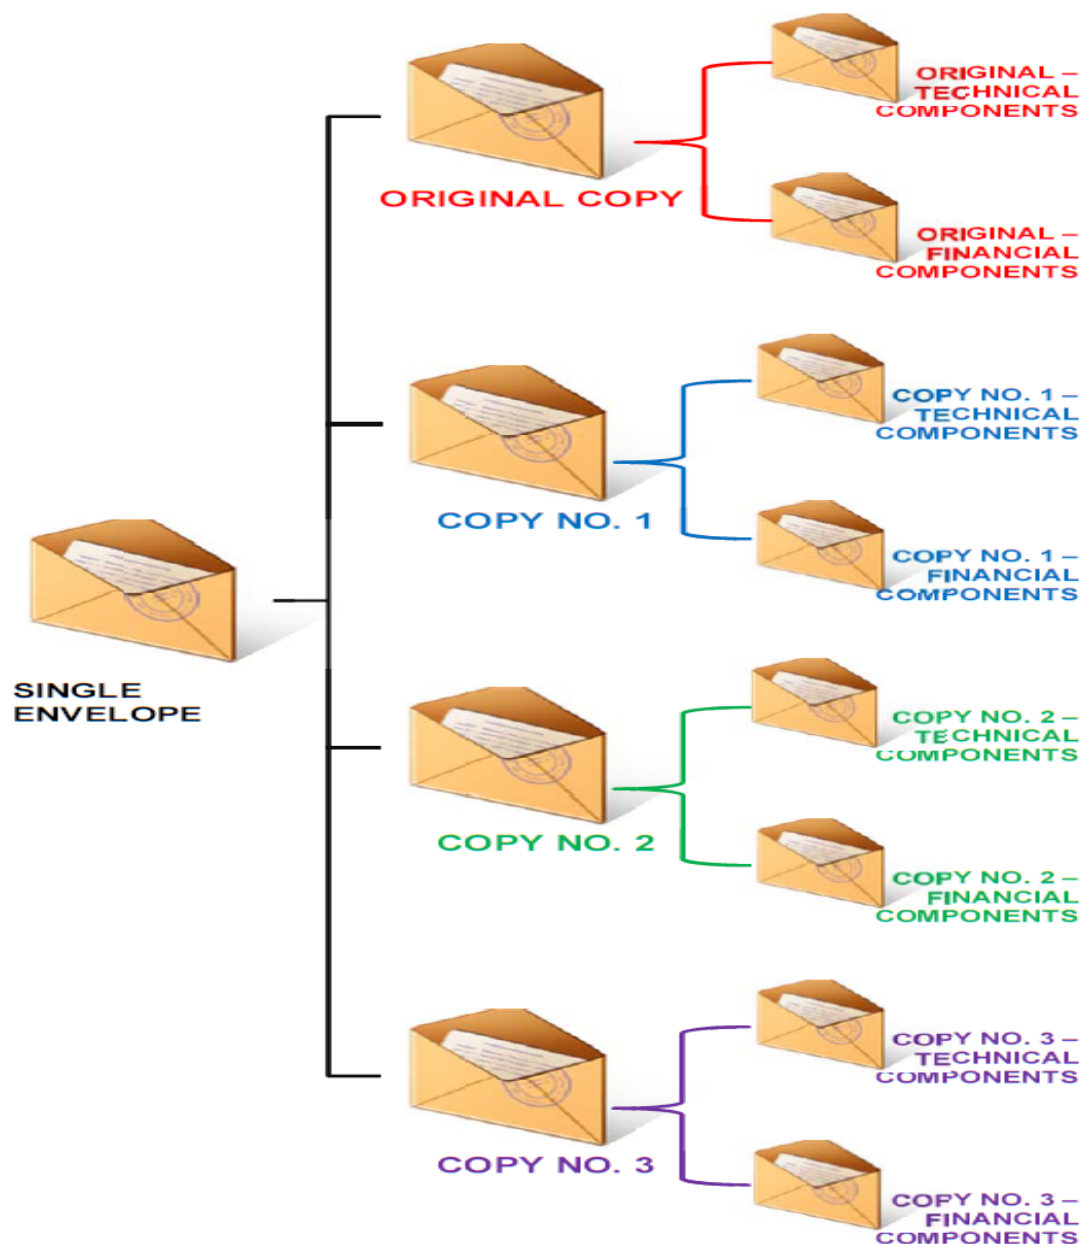 ORIGINAL –
TECHNICAL
COMPONENTS
ORIGINAL COPY
ORIGINAL –
FINANCIAL
COMPONENTS
COPY NO. 1 –
TECHNICAL
COMPONENTS
COPY NO. 1
COPY NO. 1 –
FINANCIAL
COMPONENTS
SINGLE
ENVELOPE
COPY NO. 2 –
TECHNICAL
COMPONENTS
COPY NO. 2
COPY NO. 2 –
FINANCIAL
COMPONENTS
COPY NO. 3 –
TECHNICAL
COMPONENTS
COPY NO. 3
COPY NO. 3 –
FINANCIAL
COMPONENTS